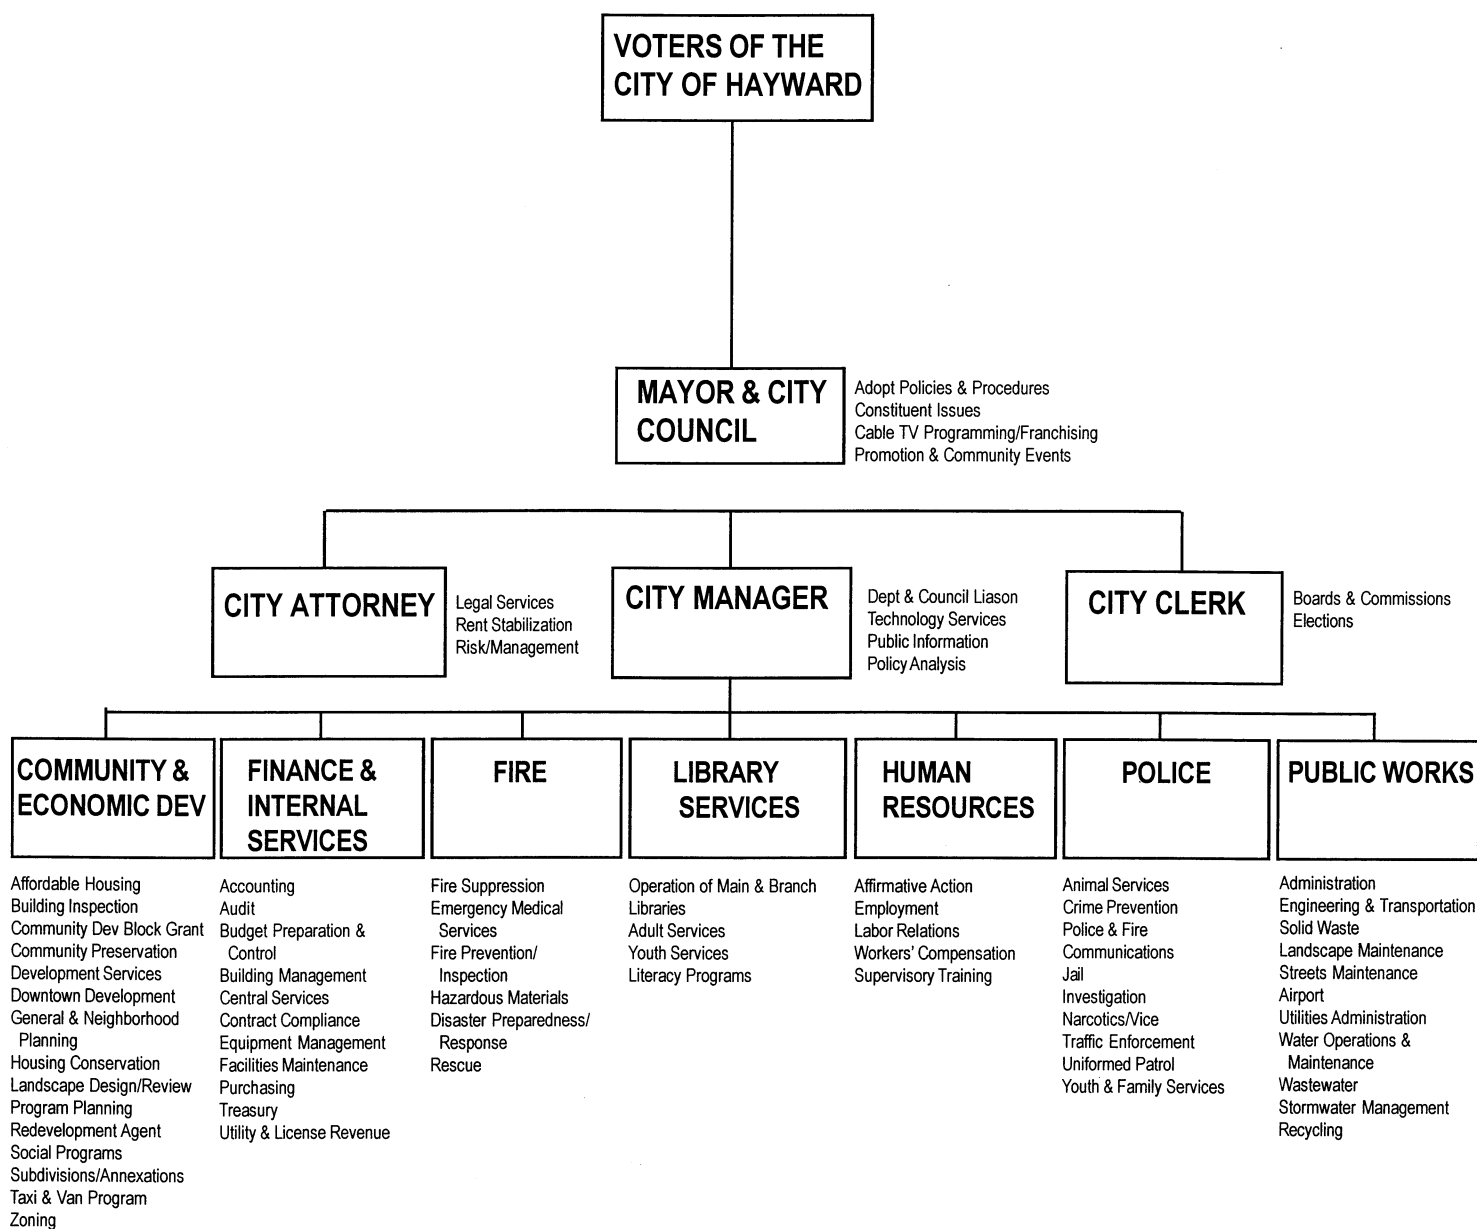 VOTERS OF THE
CITY OF HAYWARD
MAYOR & CITY
COUNCIL
Adopt Policies & Procedures
Constituent Issues
Cable TV Programming/Franchising
Promotion & Community Events
CITY ATTORNEY
Legal Services
Rent Stabilization
Risk/Management
CITY MANAGER
Dept & Council Liason
Technology Services
Public Information
Policy Analysis
CITY CLERK
Boards & Commissions
Elections
COMMUNITY &
ECONOMIC DEV
Affordable Housing
Building Inspection
Community Dev Block Grant
Community Preservation
Development Services
Downtown Development
General & Neighborhood
Planning
Housing Conservation
Landscape Design/Review
Program Planning
Redevelopment Agent
Social Programs
Subdivisions/Annexations
Taxi & Van Program
Zoning
FINANCE &
INTERNAL
SERVICES
Accounting
Audit
Budget Preparation &
Control
Building Management
Central Services
Contract Compliance
Equipment Management
Facilities Maintenance
Purchasing
Treasury
Utility & License Revenue
FIRE
Fire Suppression
Emergency Medical
Services
Fire Prevention/
Inspection
Hazardous Materials
Disaster Preparedness/
Response
Rescue
LIBRARY
SERVICES
Operation of Main & Branch
Libraries
Adult Services
Youth Services
Literacy Programs
HUMAN
RESOURCES
Affirmative Action
Employment
Labor Relations
Workers' Compensation
Supervisory Training
POLICE
Animal Services
Crime Prevention
Police & Fire
Communications
Jail
Investigation
Narcotics/Vice
Traffic Enforcement
Uniformed Patrol
Youth & Family Services
PUBLIC WORKS
Administration
Engineering & Transportation
Solid Waste
Landscape Maintenance
Streets Maintenance
Airport
Utilities Administration
Water Operations &
Maintenance
Wastewater
Stormwater Management
Recycling